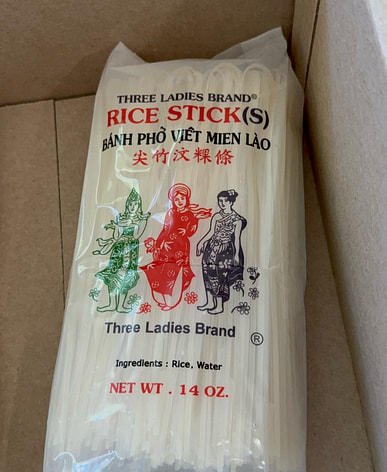 THREE LADIES BRAND®
RICE STICK(S)
BÁNH PHỞ VIỆT MIEN LÀO
尖竹汶粿條
Three Ladies Brand ®
Ingredients : Rice, Water
NET WT . 14 OZ.